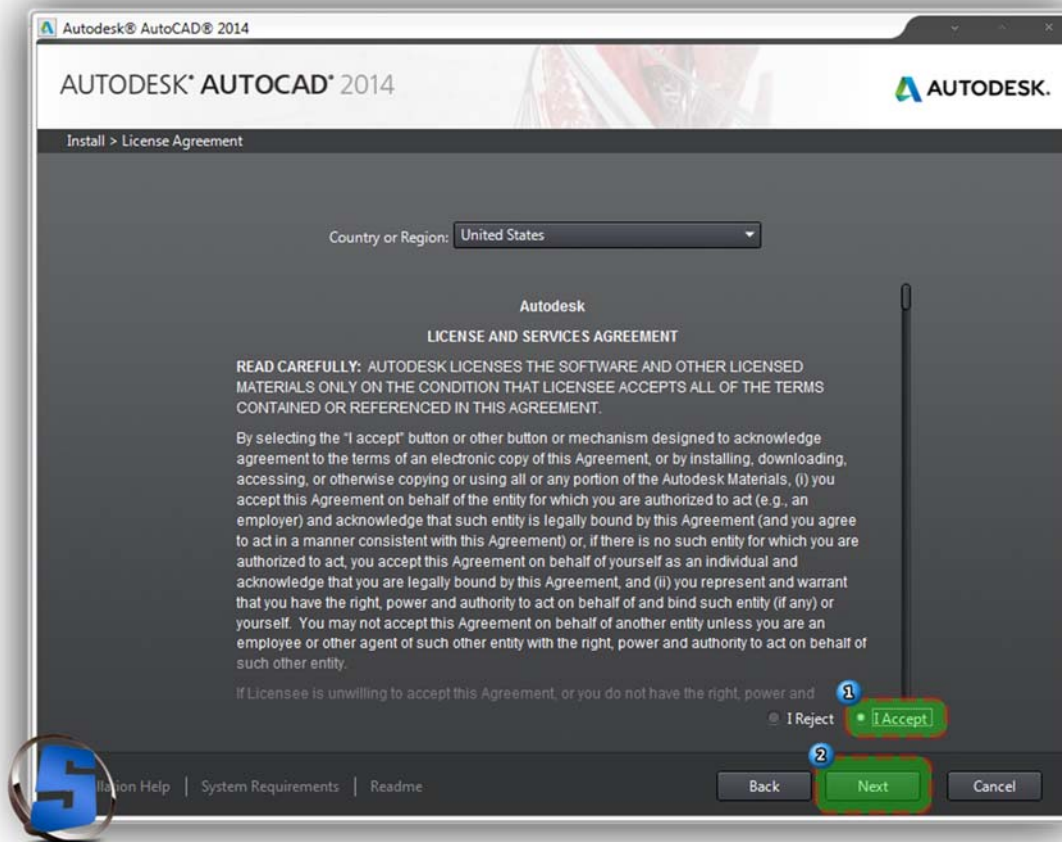 Autodesk® AutoCAD® 2014
AUTODESK® AUTOCAD® 2014
AUTODESK.
Install > License Agreement
Country or Region: United States
Autodesk
LICENSE AND SERVICES AGREEMENT
READ CAREFULLY: AUTODESK LICENSES THE SOFTWARE AND OTHER LICENSED
MATERIALS ONLY ON THE CONDITION THAT LICENSEE ACCEPTS ALL OF THE TERMS
CONTAINED OR REFERENCED IN THIS AGREEMENT.
By selecting the “I accept” button or other button or mechanism designed to acknowledge
agreement to the terms of an electronic copy of this Agreement, or by installing, downloading,
accessing, or otherwise copying or using all or any portion of the Autodesk Materials, (i) you
accept this Agreement on behalf of the entity for which you are authorized to act (e.g., an
employer) and acknowledge that such entity is legally bound by this Agreement (and you agree
to act in a manner consistent with this Agreement) or, if there is no such entity for which you are
authorized to act, you accept this Agreement on behalf of yourself as an individual and
acknowledge that you are legally bound by this Agreement, and (ii) you represent and warrant
that you have the right, power and authority to act on behalf of and bind such entity (if any) or
yourself. You may not accept this Agreement on behalf of another entity unless you are an
employee or other agent of such other entity with the right, power and authority to act on behalf of
such other entity.
If Licensee is unwilling to accept this Agreement, or you do not have the right, power and
1
I Reject I Accept
2
Help | System Requirements | Readme
Back Next Cancel
S